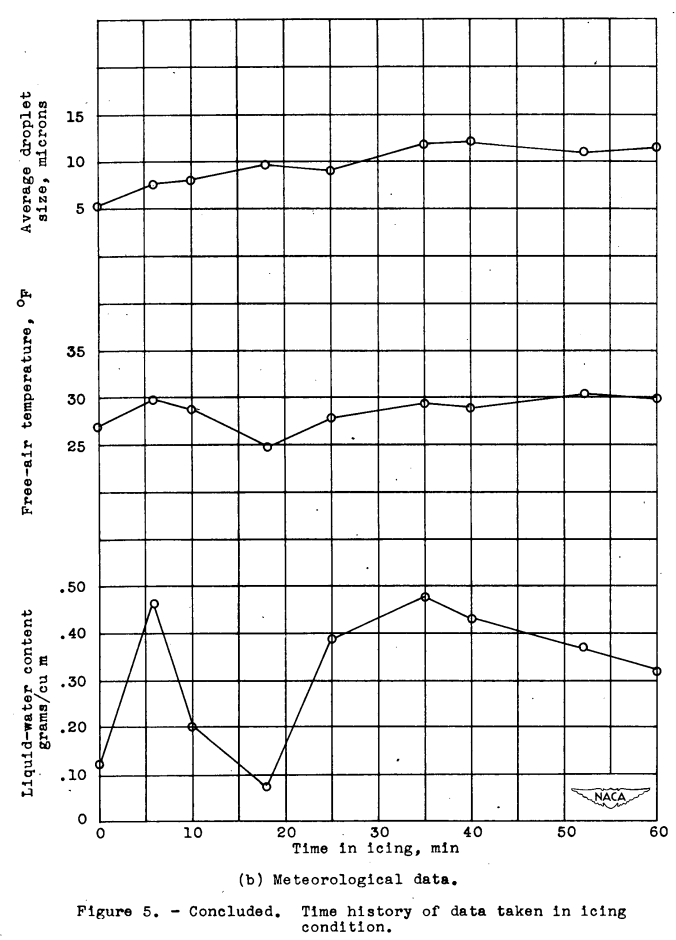 Average droplet
size, microns
15
10
5
Free-air temperature, °F
35
30
25
Liquid-water content
grams/cu m
.50
.40
.30
.20
.10
0
0 10 20 30 40 50 60
NACA
Time in icing, min
(b) Meteorological data.
Figure 5. - Concluded. Time history of data taken in icing
condition.